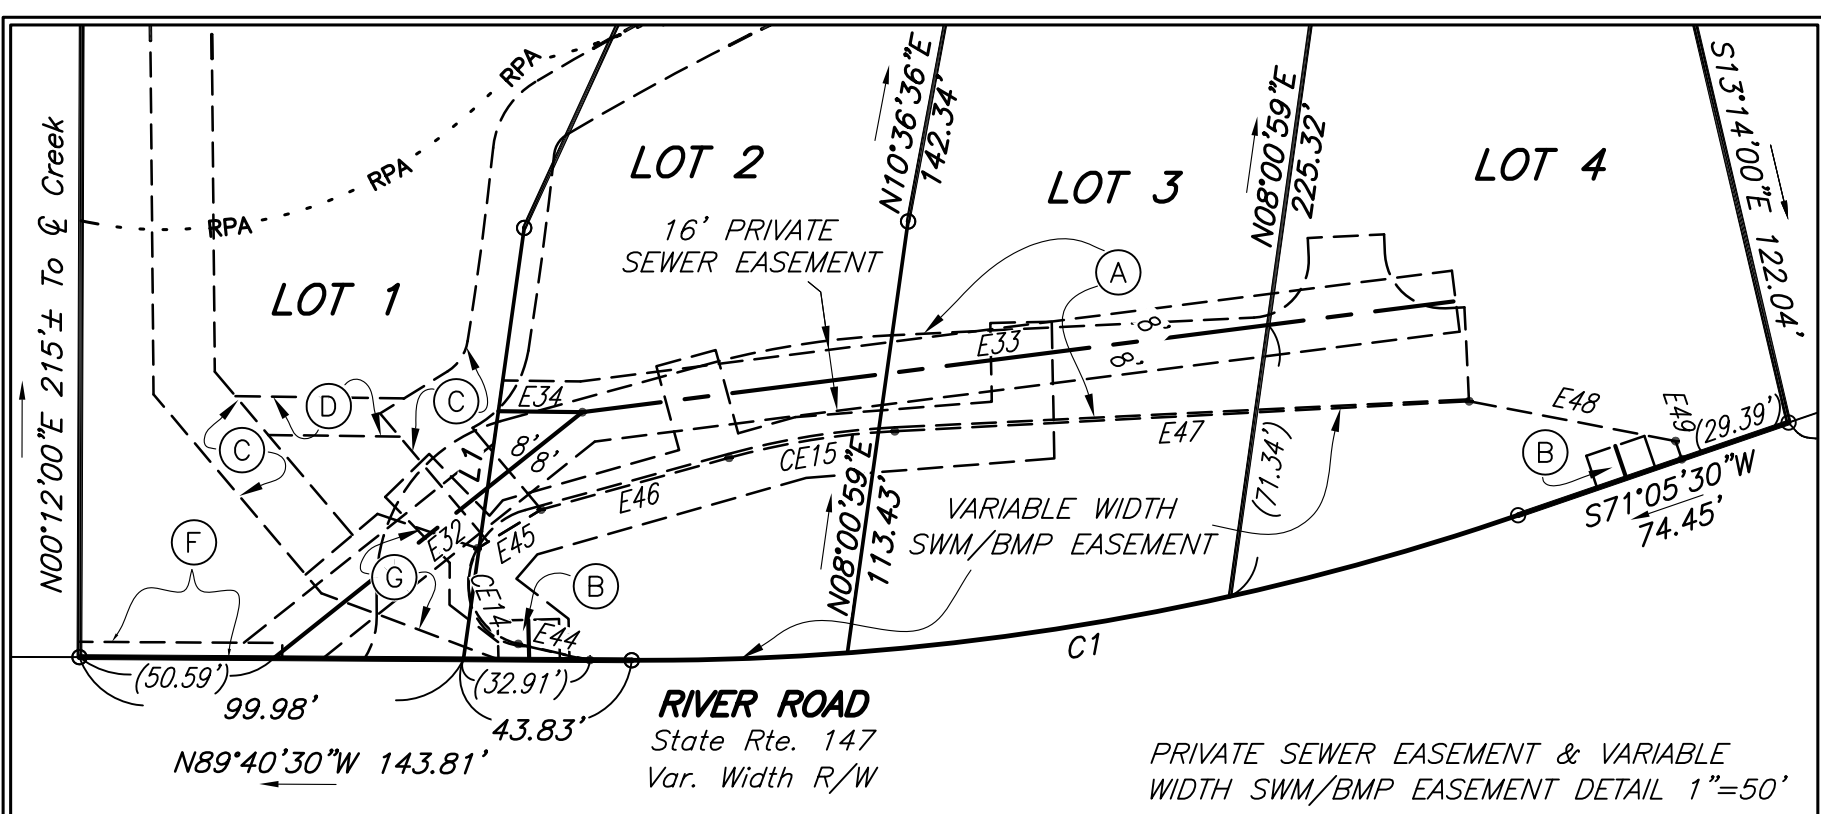 RPA
RPA
RPA
N00°12'00"E 215'± To ℄ Creek
LOT 1
LOT 2
LOT 3
LOT 4
N10°36'36"E
142.34'
N08°00'59"E
225.32'
S13°14'00"E 122.04'
16' PRIVATE
SEWER EASEMENT
A
E33
8'
8'
E34
8'
8'
L1
D
C
C
E47
CE15
E46
E45
E32
CE14
E44
E48
E49
(29.39')
B
S71°05'30"W
74.45'
(71.34')
VARIABLE WIDTH
SWM/BMP EASEMENT
N08°00'59"E
113.43'
F
G
B
C1
(50.59')
99.98'
(32.91')
43.83'
N89°40'30"W 143.81'
RIVER ROAD
State Rte. 147
Var. Width R/W
PRIVATE SEWER EASEMENT & VARIABLE
WIDTH SWM/BMP EASEMENT DETAIL 1"=50'